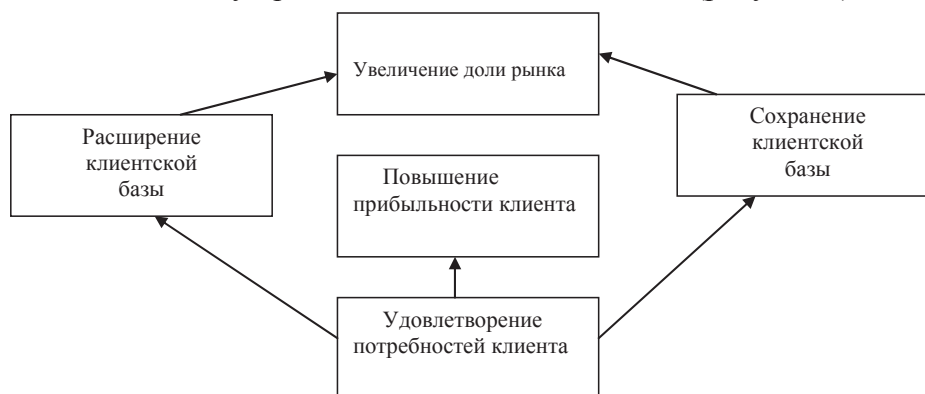 Увеличение доли рынка
Расширение
клиентской
базы
Сохранение
клиентской
базы
Повышение
прибыльности клиента
Удовлетворение
потребностей клиента